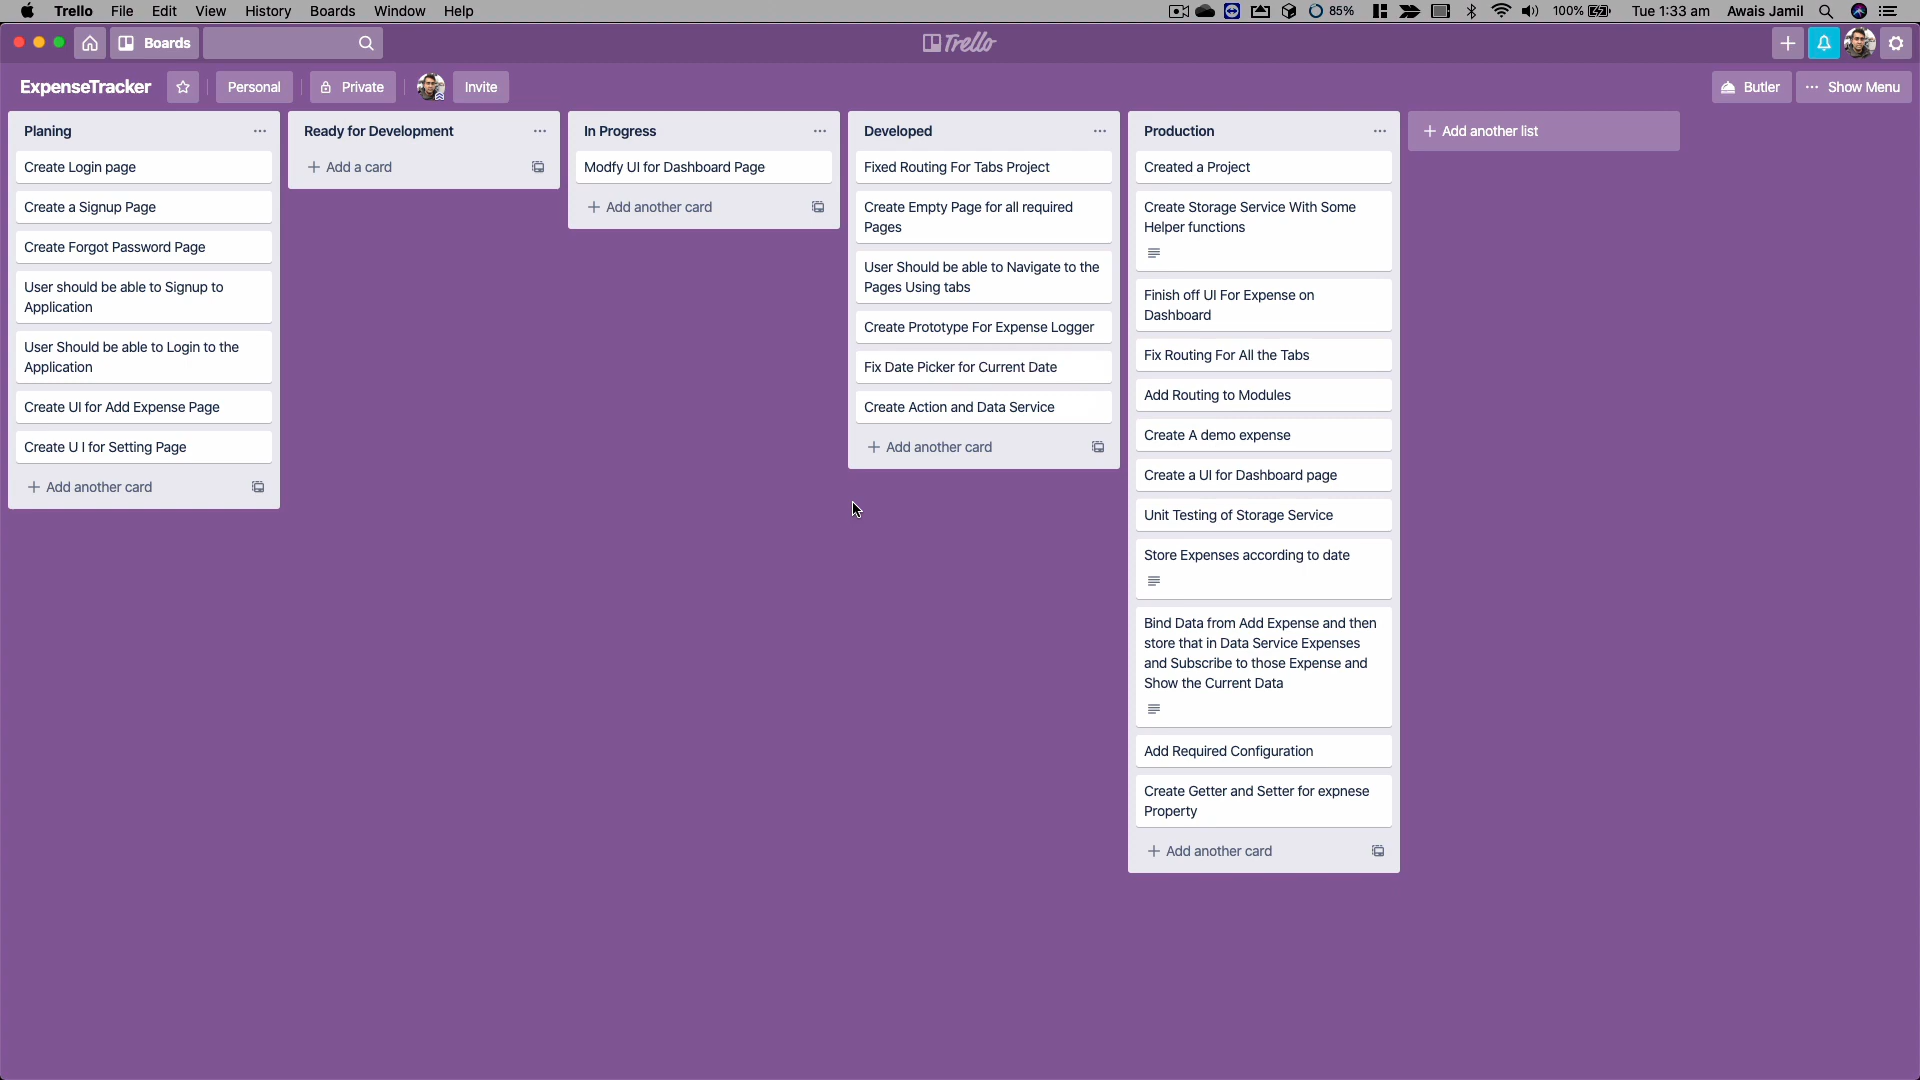 Trello File Edit View History Boards Window Help 85% 100% Tue 1:33 am Awais Jamil
Boards Trello
ExpenseTracker Personal Private Invite Butler Show Menu
Planing
Create Login page
Create a Signup Page
Create Forgot Password Page
User should be able to Signup to
Application
User Should be able to Login to the
Application
Create UI for Add Expense Page
Create U I for Setting Page
Add another card
Ready for Development
Add a card
In Progress
Modfy UI for Dashboard Page
Add another card
Developed
Fixed Routing For Tabs Project
Create Empty Page for all required
Pages
User Should be able to Navigate to the
Pages Using tabs
Create Prototype For Expense Logger
Fix Date Picker for Current Date
Create Action and Data Service
Add another card
Production
Created a Project
Create Storage Service With Some
Helper functions
Finish off UI For Expense on
Dashboard
Fix Routing For All the Tabs
Add Routing to Modules
Create A demo expense
Create a UI for Dashboard page
Unit Testing of Storage Service
Store Expenses according to date
Bind Data from Add Expense and then
store that in Data Service Expenses
and Subscribe to those Expense and
Show the Current Data
Add Required Configuration
Create Getter and Setter for expnese
Property
Add another card
Add another list